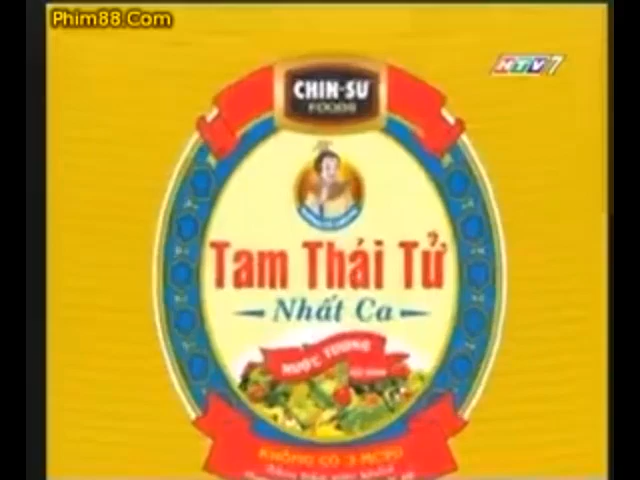 Phim88.Com
HTV7
CHIN-SU
FOODS
Tam Thái Tử
Nhất Ca
NƯỚC TƯƠNG
KHÔNG CÓ 3-MCPD